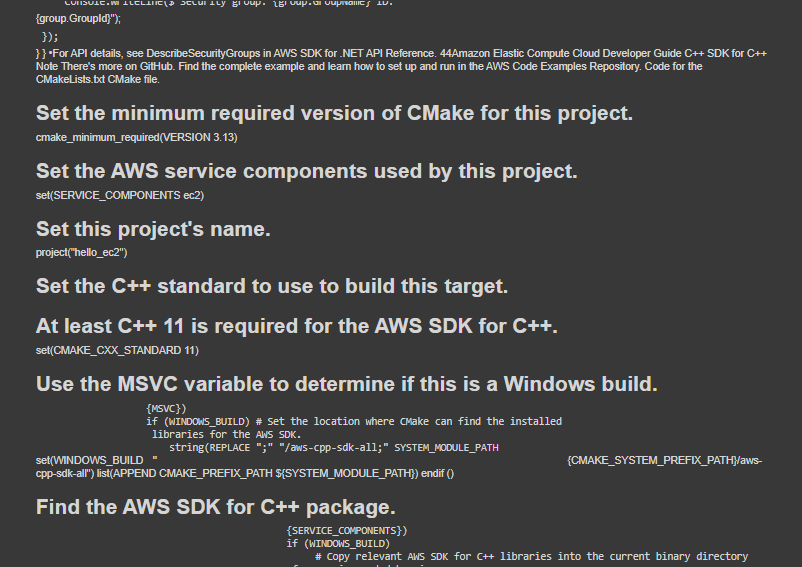 Console.WriteLine($"Security group: {group.GroupName} ID:
{group.GroupId}");
});
} } •For API details, see DescribeSecurityGroups in AWS SDK for .NET API Reference. 44Amazon Elastic Compute Cloud Developer Guide C++ SDK for C++
Note There's more on GitHub. Find the complete example and learn how to set up and run in the AWS Code Examples Repository. Code for the
CMakeLists.txt CMake file.
Set the minimum required version of CMake for this project.
cmake_minimum_required(VERSION 3.13)
Set the AWS service components used by this project.
set(SERVICE_COMPONENTS ec2)
Set this project's name.
project("hello_ec2")
Set the C++ standard to use to build this target.
At least C++ 11 is required for the AWS SDK for C++.
set(CMAKE_CXX_STANDARD 11)
Use the MSVC variable to determine if this is a Windows build.
{MSVC})
if (WINDOWS_BUILD) # Set the location where CMake can find the installed
libraries for the AWS SDK.
string(REPLACE ";" "/aws-cpp-sdk-all;" SYSTEM_MODULE_PATH
set(WINDOWS_BUILD " {CMAKE_SYSTEM_PREFIX_PATH}/aws-
cpp-sdk-all") list(APPEND CMAKE_PREFIX_PATH ${SYSTEM_MODULE_PATH}) endif ()
Find the AWS SDK for C++ package.
{SERVICE_COMPONENTS})
if (WINDOWS_BUILD)
# Copy relevant AWS SDK for C++ libraries into the current binary directory